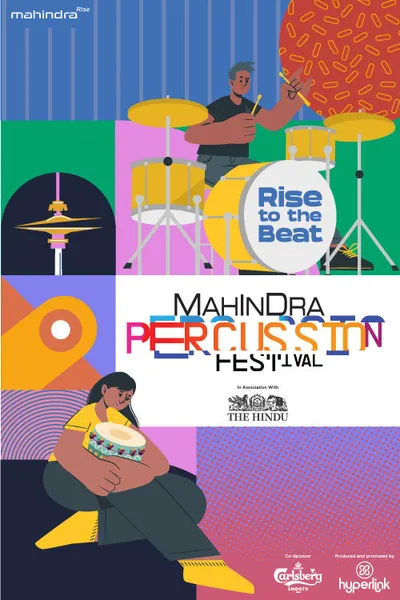 mahindra Rise
Rise
to the
Beat
MAHINDRA
PERCUSSION
FESTIVAL
In Association With
THE HINDU
Co-Sponsor
Carlsberg
SMOOTH
Produced and promoted by
hyperlink